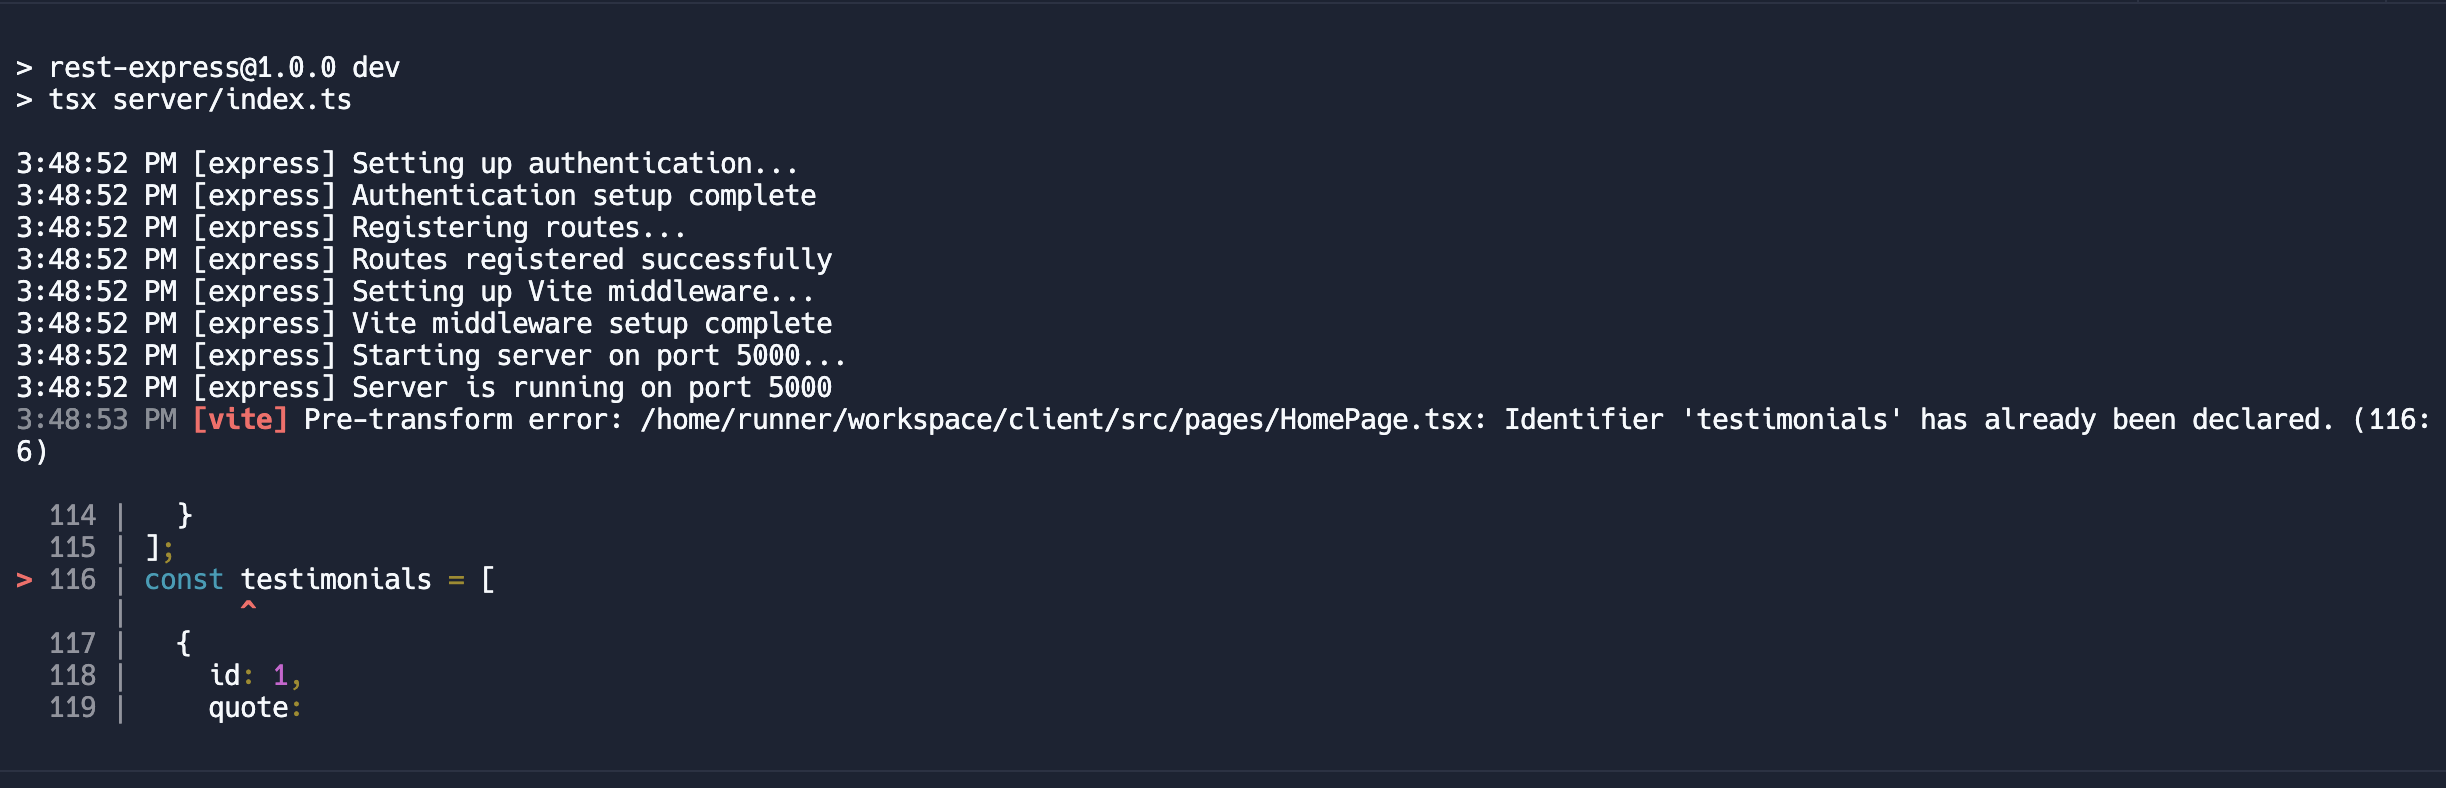 > rest-express@1.0.0 dev
> tsx server/index.ts
3:48:52 PM [express] Setting up authentication...
3:48:52 PM [express] Authentication setup complete
3:48:52 PM [express] Registering routes...
3:48:52 PM [express] Routes registered successfully
3:48:52 PM [express] Setting up Vite middleware...
3:48:52 PM [express] Vite middleware setup complete
3:48:52 PM [express] Starting server on port 5000...
3:48:52 PM [express] Server is running on port 5000
3:48:53 PM [vite] Pre-transform error: /home/runner/workspace/client/src/pages/HomePage.tsx: Identifier 'testimonials' has already been declared. (116:
6)
  114 |   }
  115 | ];
> 116 | const testimonials = [
      |       ^
  117 |   {
  118 |     id: 1,
  119 |     quote: